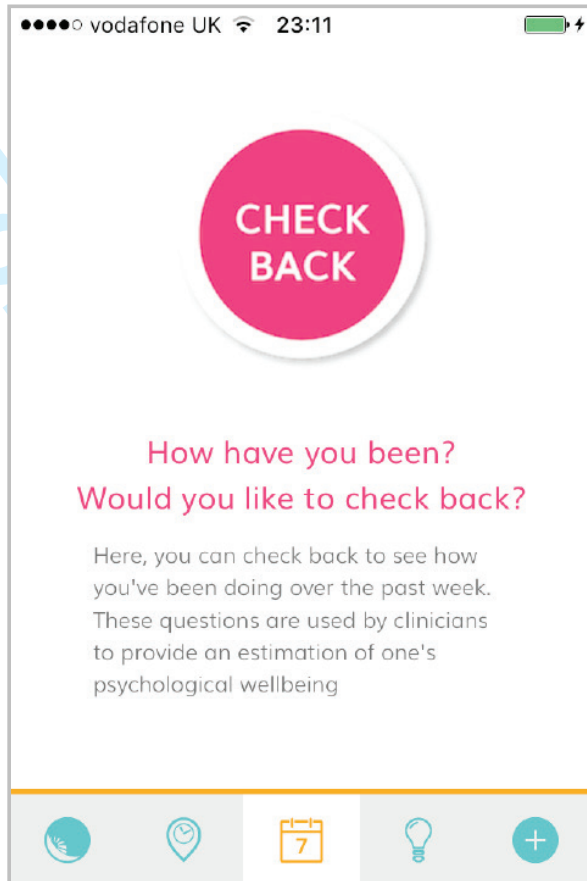 vodafone UK 23:11
CHECK
BACK
How have you been?
Would you like to check back?
Here, you can check back to see how
you've been doing over the past week.
These questions are used by clinicians
to provide an estimation of one's
psychological wellbeing
7